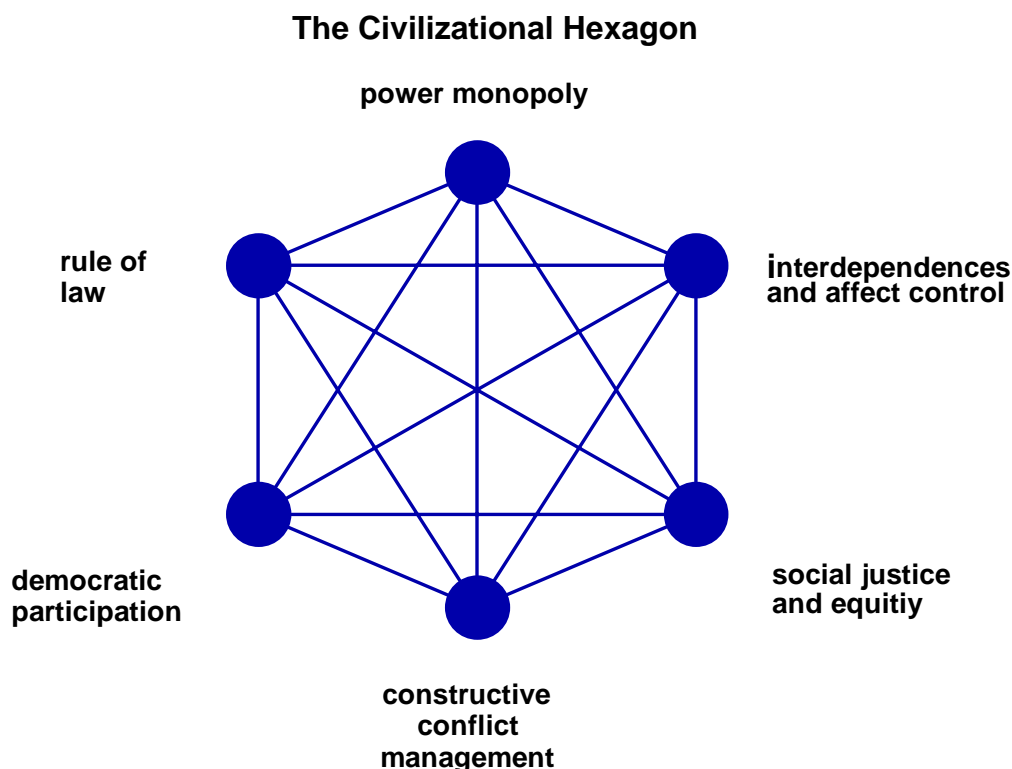 The Civilizational Hexagon
power monopoly
rule of
law
interdependences
and affect control
democratic
participation
social justice
and equitiy
constructive
conflict
management